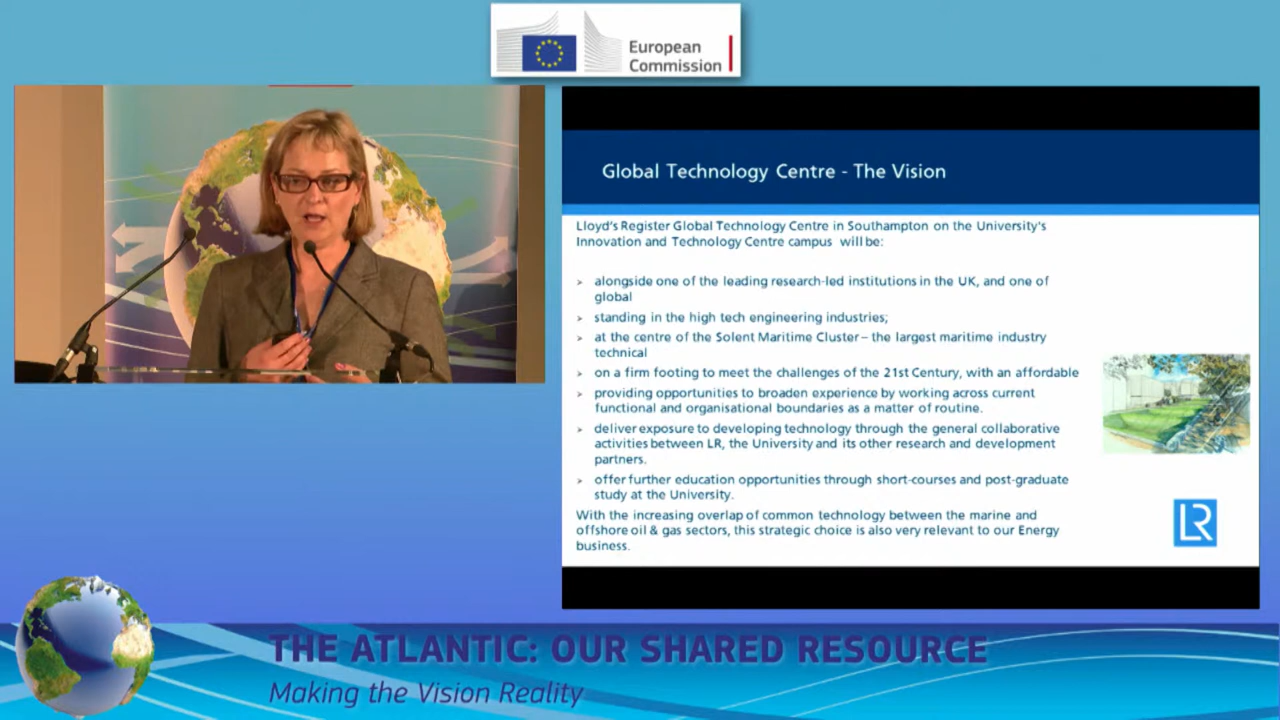 European
Commission
Global Technology Centre - The Vision
Lloyd's Register Global Technology Centre in Southampton on the University's
Innovation and Technology Centre campus will be:
alongside one of the leading research-led institutions in the UK, and one of
global
standing in the high tech engineering industries;
at the centre of the Solent Maritime Cluster – the largest maritime industry
technical
on a firm footing to meet the challenges of the 21st Century, with an affordable
providing opportunities to broaden experience by working across current
functional and organisational boundaries as a matter of routine.
deliver exposure to developing technology through the general collaborative
activities between LR, the University and its other research and development
partners.
offer further education opportunities through short-courses and post-graduate
study at the University.
With the increasing overlap of common technology between the marine and
offshore oil & gas sectors, this strategic choice is also very relevant to our Energy
business.
LR
THE ATLANTIC: OUR SHARED RESOURCE
Making the Vision Reality